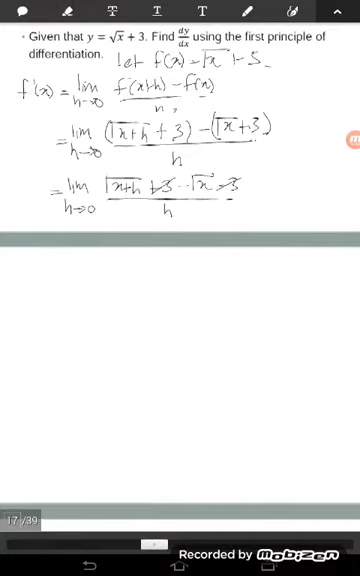 • Given that y = √x + 3. Find dy/dx using the first principle of
differentiation.
let f(x) = √x + 3
f'(x) = lim h→0 (f(x+h) − f(x)) / h
= lim h→0 ((√x+h + 3) − (√x + 3)) / h
= lim h→0 (√x+h + 3 − √x − 3) / h
17 /39
Recorded by mobizen